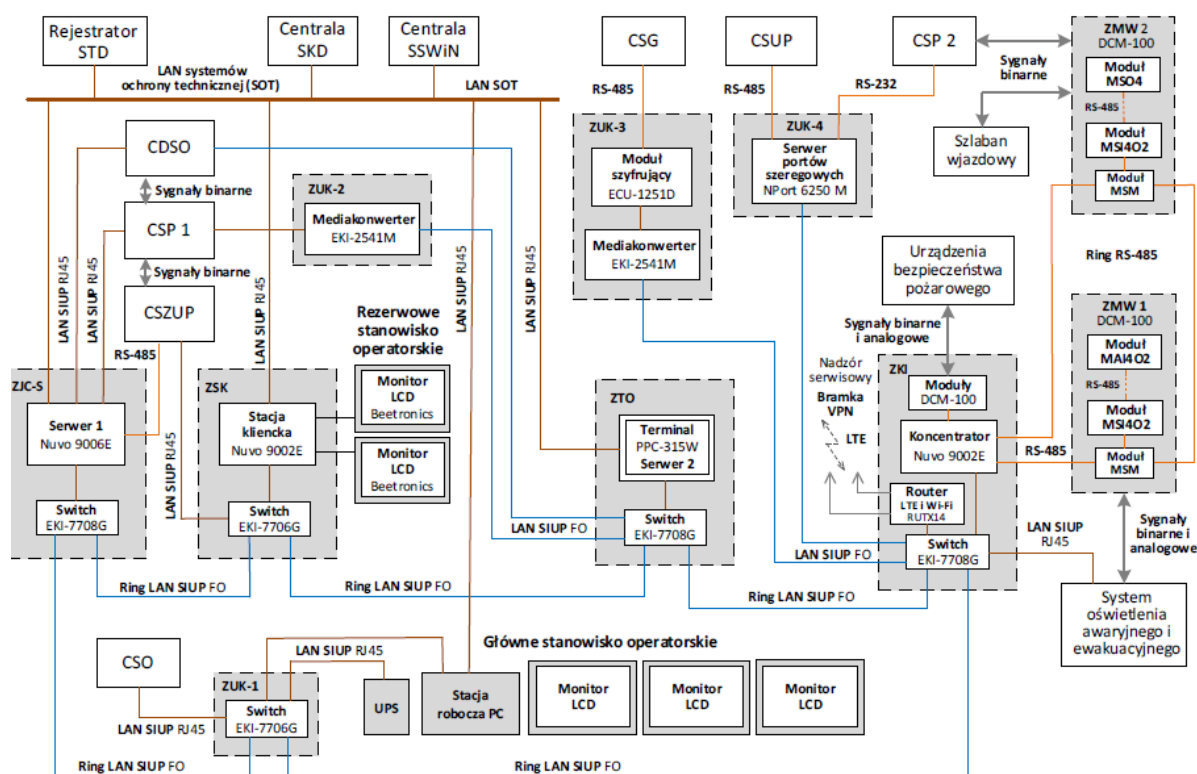 Rejestrator
STD
Centrala
SKD
Centrala
SSWiN
CSG
CSUP
CSP 2
ZMW 2
DCM-100
Moduł
MSO4
RS-485
Moduł
MSI4O2
Moduł
MSM
Sygnały
binarne
Szlaban
wjazdowy
LAN systemów
ochrony technicznej (SOT)
LAN SOT
RS-485
RS-485
RS-232
ZUK-3
Moduł
szyfrujący
ECU-1251D
Mediakonwerter
EKI-2541M
ZUK-4
Serwer
portów
szeregowych
NPort 6250 M
CDSO
Sygnały binarne
CSP 1
Sygnały binarne
CSZUP
RS-485
ZUK-2
Mediakonwerter
EKI-2541M
LAN SIUP RJ45
LAN SIUP RJ45
LAN SIUP RJ45
LAN SIUP RJ45
Rezerwowe
stanowisko
operatorskie
Monitor
LCD
Beetronics
Monitor
LCD
Beetronics
Urządzenia
bezpieczeństwa
pożarowego
Sygnały binarne
i analogowe
Ring RS-485
ZMW 1
DCM-100
Moduł
MAI4O2
RS-485
Moduł
MSI4O2
Moduł
MSM
ZJC-S
Serwer 1
Nuvo 9006E
Switch
EKI-7708G
ZSK
Stacja
kliencka
Nuvo 9002E
Switch
EKI-7706G
ZTO
Terminal
PPC-315W
Serwer 2
Switch
EKI-7708G
LAN SIUP FO
Nadzór
serwisowy
Bramka
VPN
LTE
ZKI
Moduły
DCM-100
Koncentrator
Nuvo 9002E
Router
LTE i Wi-Fi
RUTX14
Switch
EKI-7708G
RS-485
LAN SIUP
RJ45
LAN SIUP FO
Sygnały
binarne i
analogowe
System
oświetlenia
awaryjnego i
ewakuacyjnego
Ring LAN SIUP FO
Ring LAN SIUP FO
Ring LAN SIUP FO
CSO
LAN SIUP RJ45
ZUK-1
Switch
EKI-7706G
LAN SIUP RJ45
UPS
Główne stanowisko operatorskie
Stacja
robocza PC
Monitor
LCD
Monitor
LCD
Monitor
LCD
Ring LAN SIUP FO
Ring LAN SIUP FO